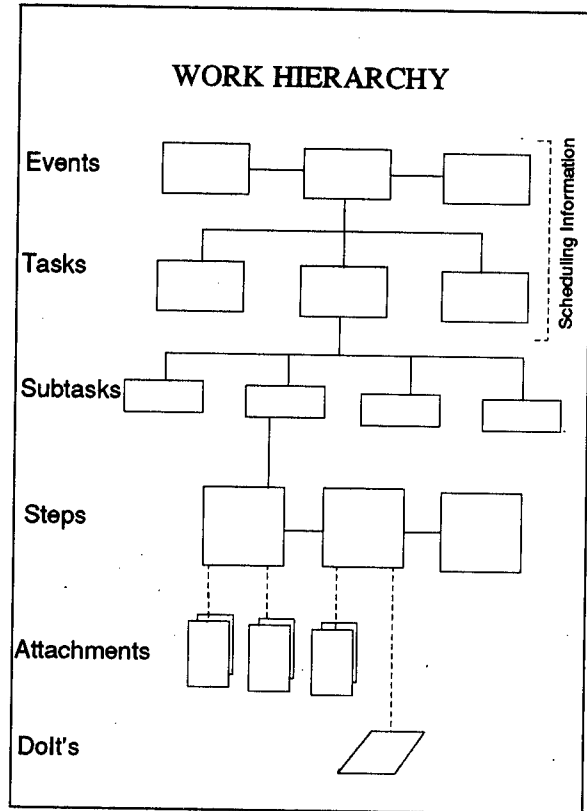 WORK HIERARCHY
Events
Scheduling Information
Tasks
Subtasks
Steps
Attachments
DoIt's